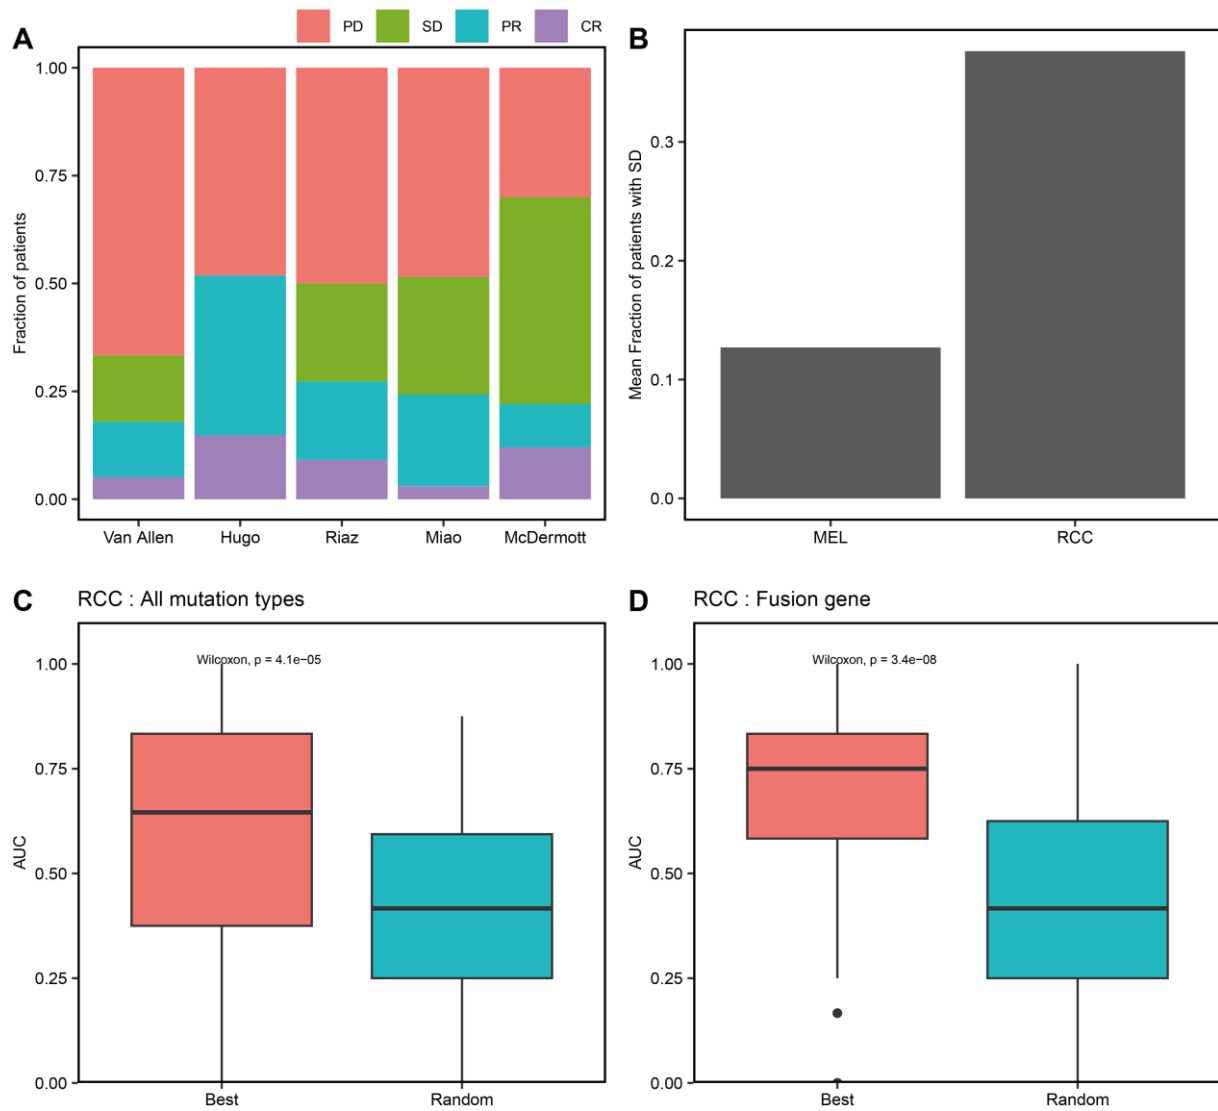 PD SD PR CR
A
1.00
0.75
0.50
0.25
0.00
Fraction of patients
Van Allen Hugo Riaz Miao McDermott
B
0.3
0.2
0.1
0.0
Mean Fraction of patients with SD
MEL RCC
C RCC : All mutation types
Wilcoxon, p = 4.1e−05
1.00
0.75
0.50
0.25
0.00
AUC
Best Random
D RCC : Fusion gene
Wilcoxon, p = 3.4e−08
1.00
0.75
0.50
0.25
0.00
AUC
Best Random